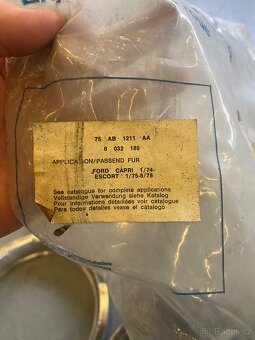 75 AB 1211 AA
6 032 185
APPLICATION/PASSEND FUR
FORD CAPRI 1/74-
ESCORT 1/75-8/78
See catalogue for complete applications
Vollständige Verwendung siehe Katalog
Pour informations détaillées voir catalogue
Para todos detalles véase el catálogo